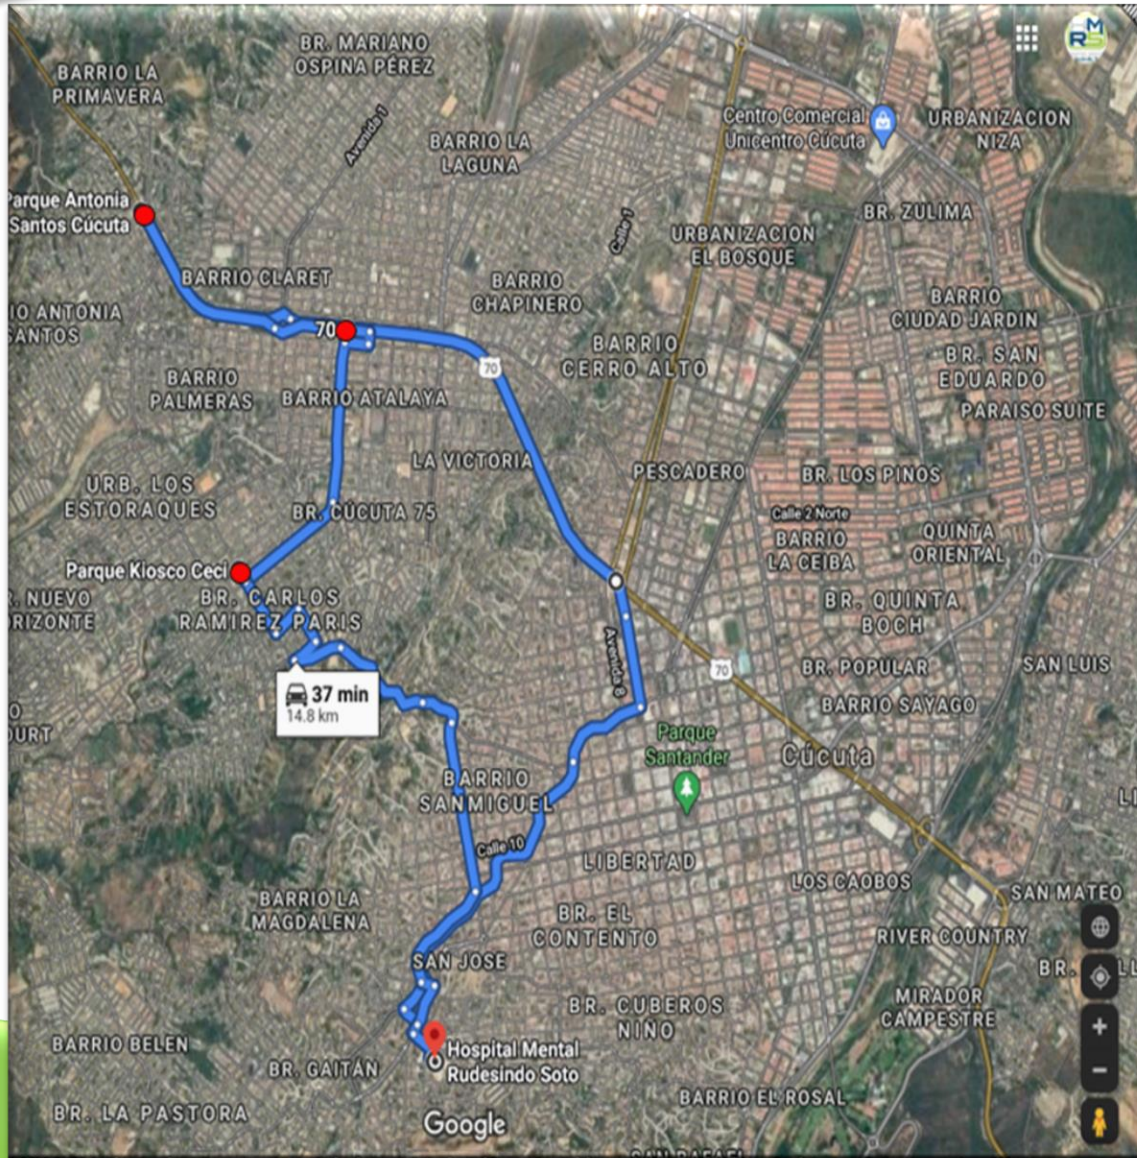 BR. MARIANO
OSPINA PÉREZ
BARRIO LA
PRIMAVERA
Avenida 1
BARRIO LA
LAGUNA
Centro Comercial
Unicentro Cúcuta
URBANIZACION
NIZA
RMS
Parque Antonia
Santos Cúcuta
BR. ZULIMA
Calle 1
URBANIZACION
EL BOSQUE
BARRIO CLARET
BARRIO
CHAPINERO
BARRIO
CIUDAD JARDIN
IO ANTONIA
SANTOS
70
BARRIO
CERRO ALTO
BR. SAN
EDUARDO
70
BARRIO
PALMERAS
BARRIO ATALAYA
PARAISO SUITE
LA VICTORIA
PESCADERO
BR. LOS PINOS
URB. LOS
ESTORAQUES
BR. CÚCUTA 75
Calle 2 Norte
BARRIO
LA CEIBA
QUINTA
ORIENTAL
Parque Kiosco Ceci
R. NUEVO
RIZONTE
BR. CARLOS
RAMIREZ PARIS
BR. QUINTA
BOCH
Avenida 8
70
BR. POPULAR
SAN LUIS
37 min
14.8 km
BARRIO SAYAGO
O
OURT
Parque
Santander
Cúcuta
BARRIO
SANMIGUEL
LI
Calle 10
LIBERTAD
LOS CAOBOS
SAN MATEO
BARRIO LA
MAGDALENA
BR. EL
CONTENTO
RIVER COUNTRY
SAN JOSE
BR. LL
BR. CUBEROS
NIÑO
MIRADOR
CAMPESTRE
BARRIO BELEN
BR. GAITÁN
Hospital Mental
Rudesindo Soto
BARRIO EL ROSAL
BR. LA PASTORA
Google
SAN RAFAEL